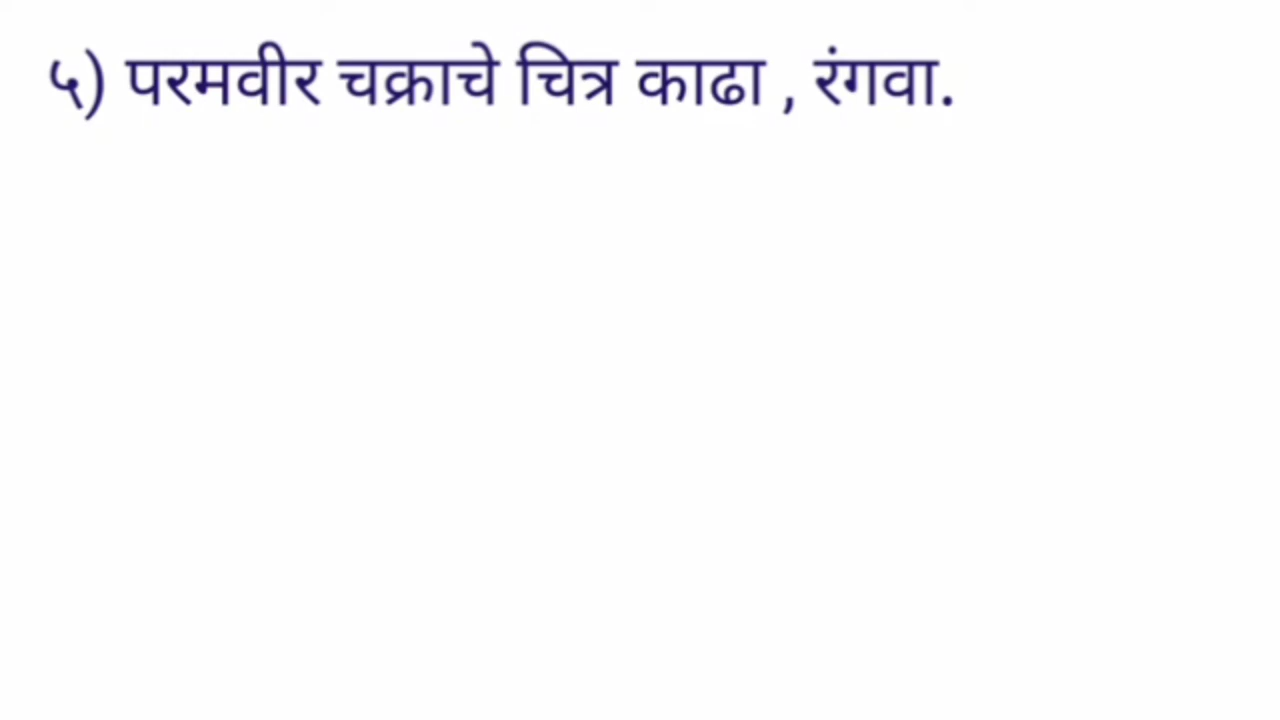 ५) परमवीर चक्राचे चित्र काढा , रंगवा.